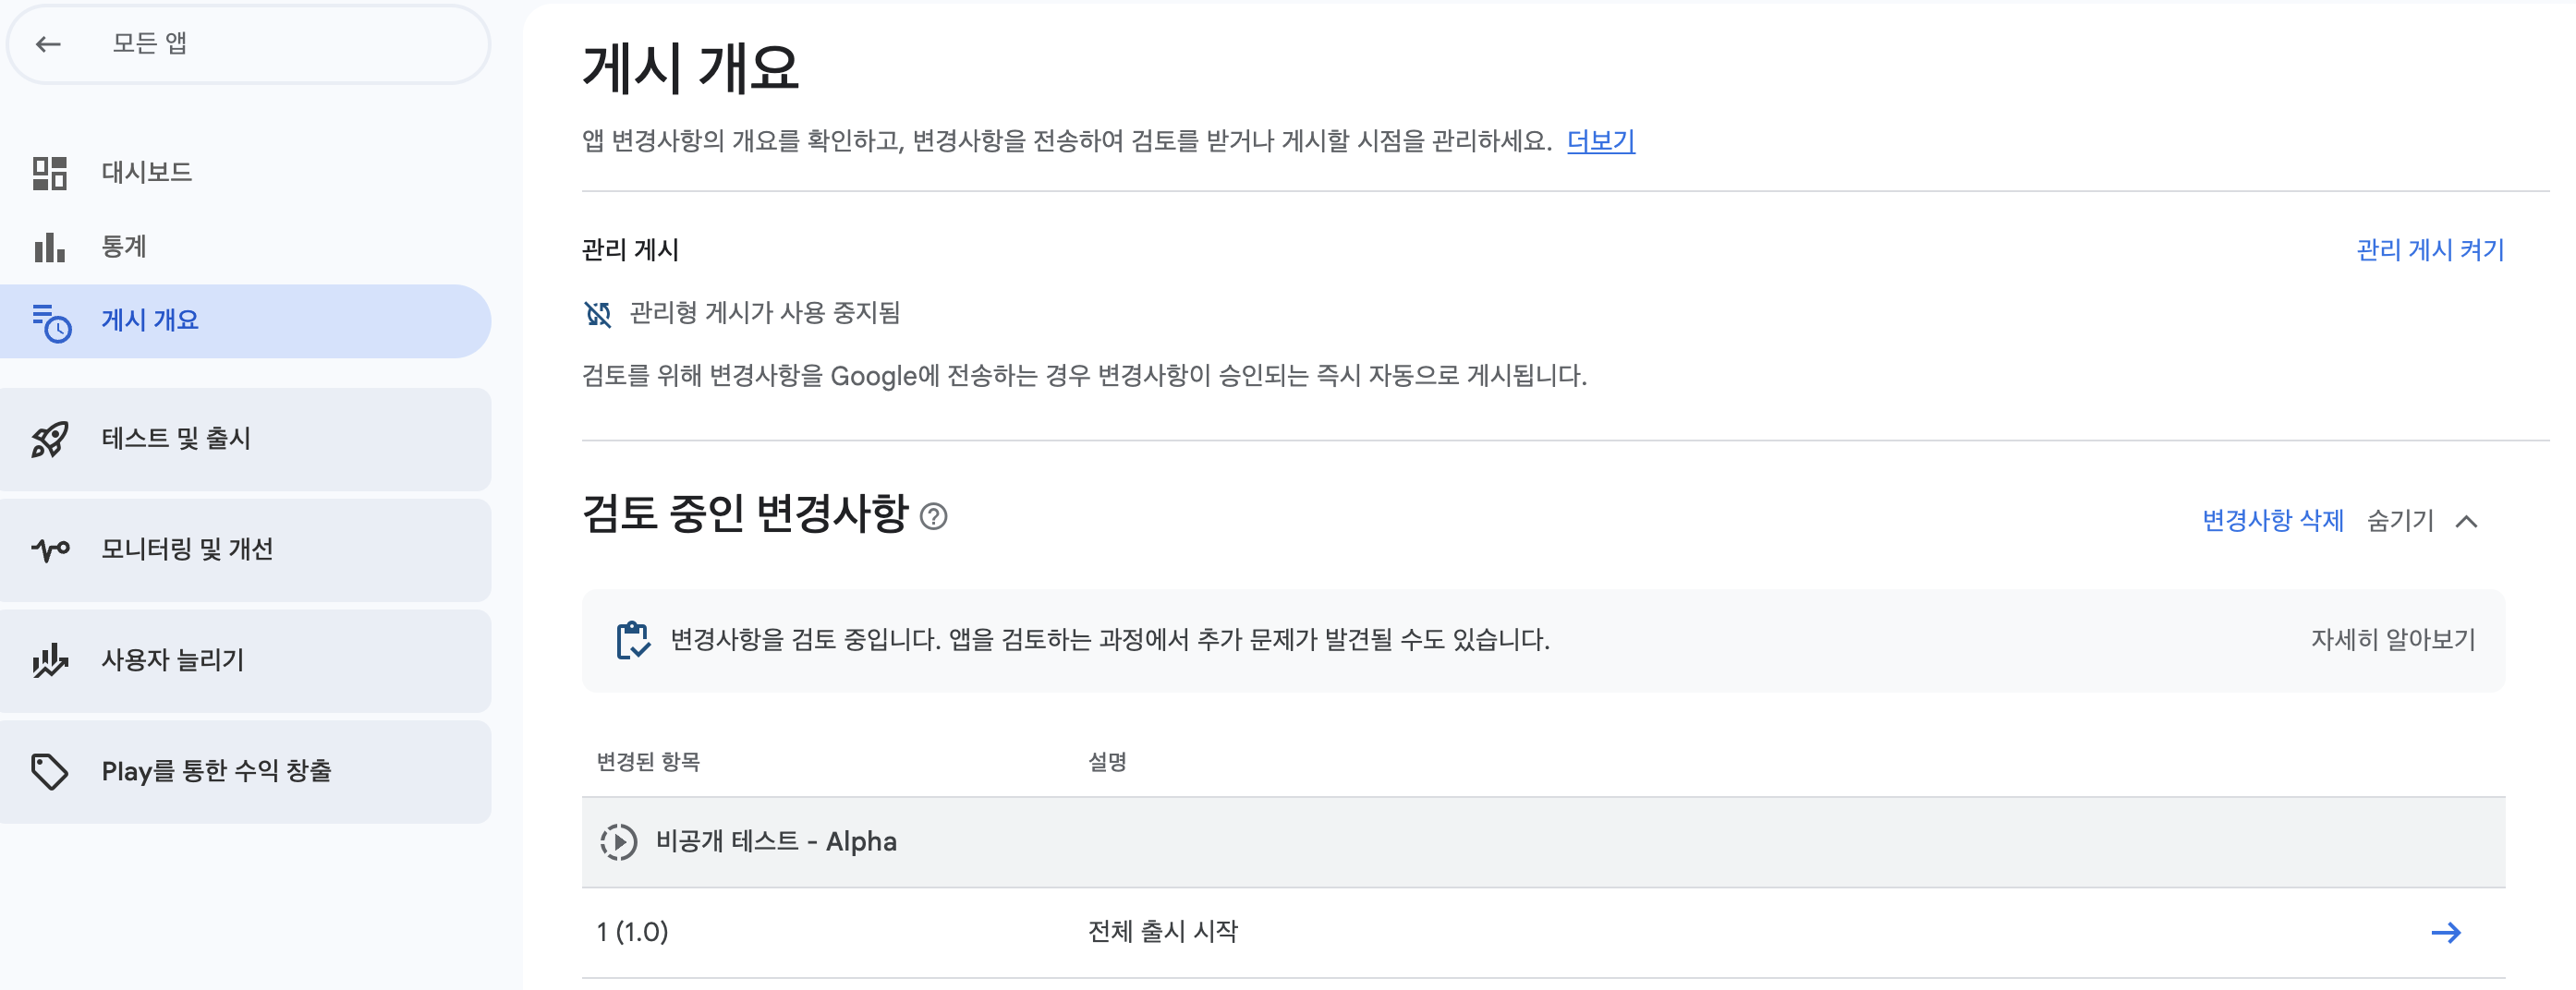 모든 앱
대시보드
통계
게시 개요
테스트 및 출시
모니터링 및 개선
사용자 늘리기
Play를 통한 수익 창출
게시 개요
앱 변경사항의 개요를 확인하고, 변경사항을 전송하여 검토를 받거나 게시할 시점을 관리하세요. 더보기
관리 게시
관리 게시 켜기
관리형 게시가 사용 중지됨
검토를 위해 변경사항을 Google에 전송하는 경우 변경사항이 승인되는 즉시 자동으로 게시됩니다.
검토 중인 변경사항
변경사항 삭제 숨기기
변경사항을 검토 중입니다. 앱을 검토하는 과정에서 추가 문제가 발견될 수도 있습니다.
자세히 알아보기
변경된 항목 설명
비공개 테스트 - Alpha
1 (1.0) 전체 출시 시작